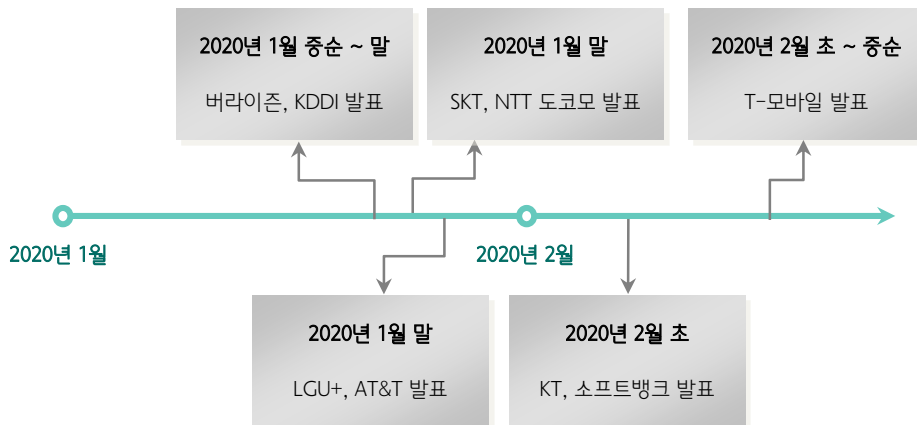 2020년 1월 중순 ~ 말
버라이즌, KDDI 발표
2020년 1월 말
SKT, NTT 도코모 발표
2020년 2월 초 ~ 중순
T-모바일 발표
2020년 1월
2020년 2월
2020년 1월 말
LGU+, AT&T 발표
2020년 2월 초
KT, 소프트뱅크 발표